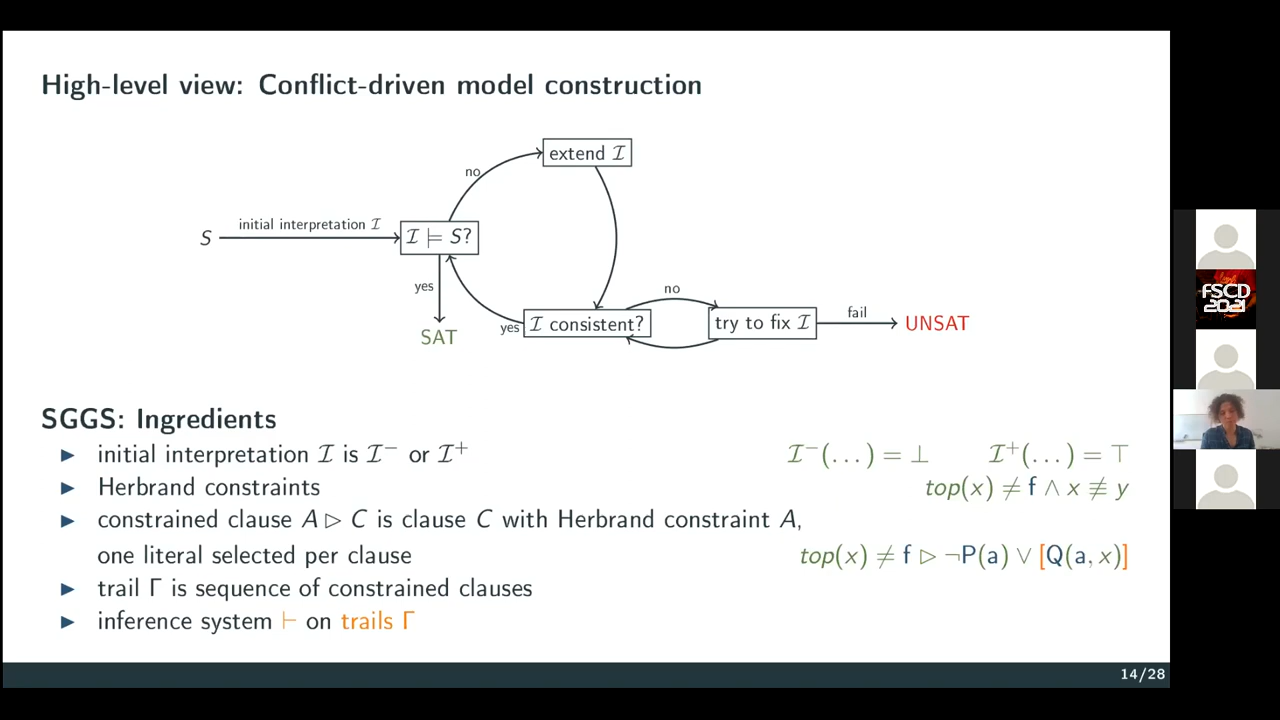 High-level view: Conflict-driven model construction
extend ℐ
no
initial interpretation ℐ
S
ℐ ⊨ S?
yes
no
SAT
yes
ℐ consistent?
try to fix ℐ
fail
UNSAT
FSCD
2021
SGGS: Ingredients
▶ initial interpretation ℐ is ℐ⁻ or ℐ⁺ ℐ⁻(...) = ⊥ ℐ⁺(...) = ⊤
▶ Herbrand constraints top(x) ≠ f ∧ x ≢ y
▶ constrained clause A ▷ C is clause C with Herbrand constraint A,
one literal selected per clause top(x) ≠ f ▷ ¬P(a) ∨ [Q(a, x)]
▶ trail Γ is sequence of constrained clauses
▶ inference system ⊢ on trails Γ
14/28